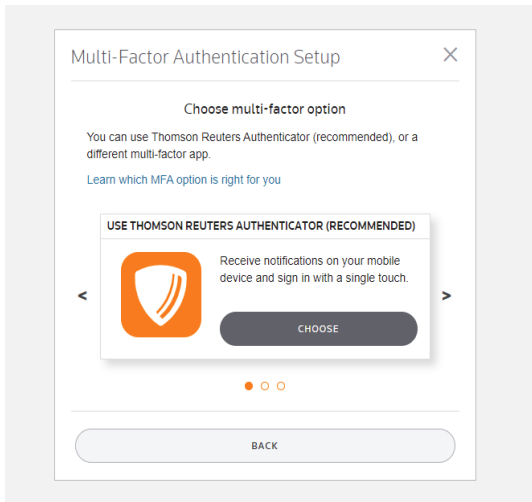 Multi-Factor Authentication Setup
Choose multi-factor option
You can use Thomson Reuters Authenticator (recommended), or a
different multi-factor app.
Learn which MFA option is right for you
USE THOMSON REUTERS AUTHENTICATOR (RECOMMENDED)
Receive notifications on your mobile
device and sign in with a single touch.
< >
CHOOSE
BACK